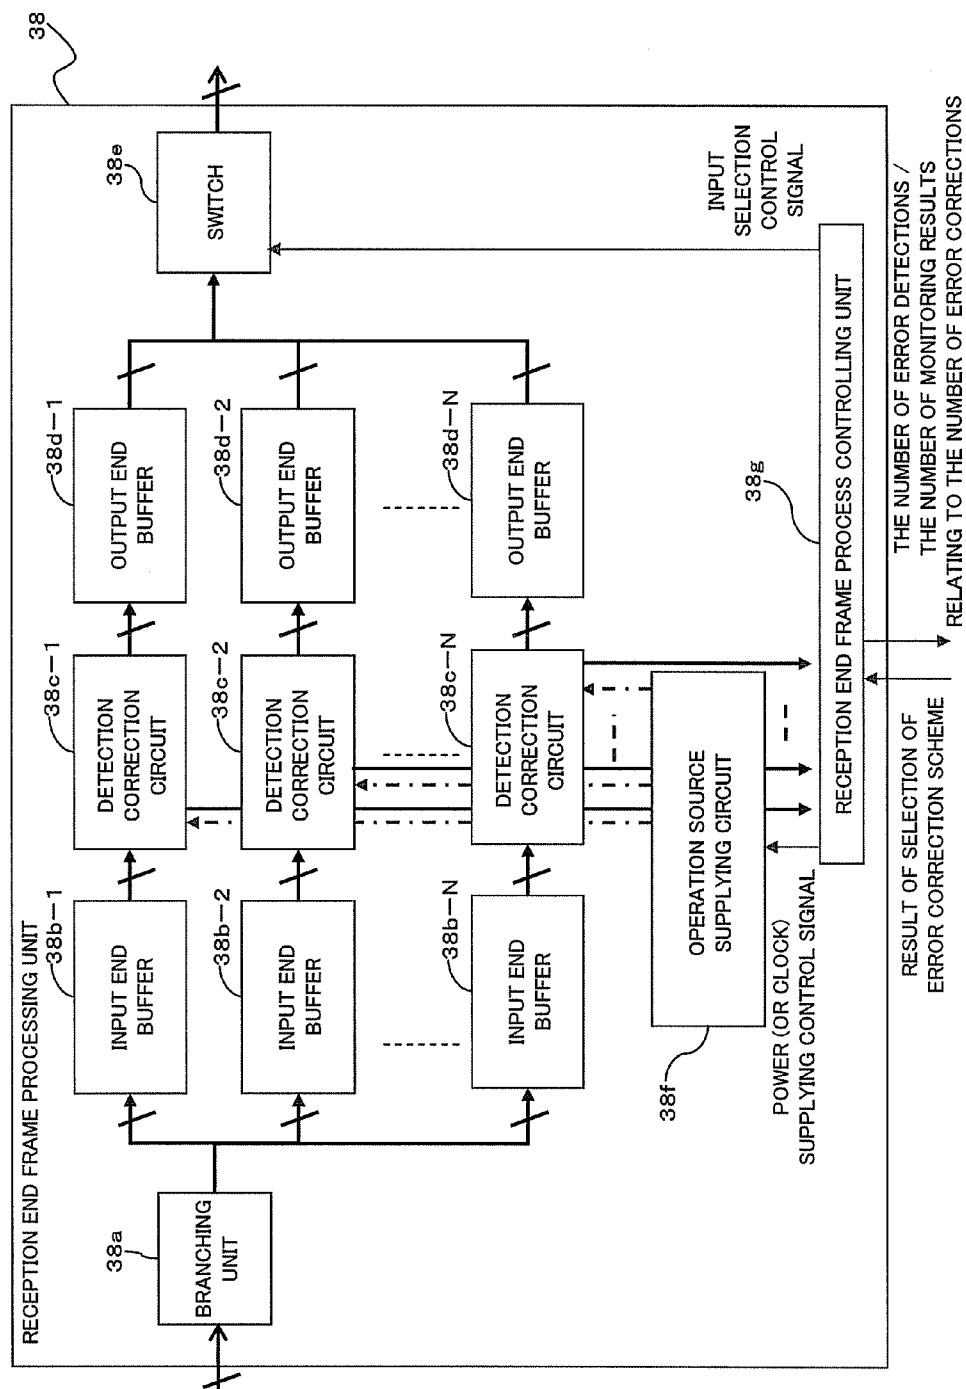 38
RECEPTION END FRAME PROCESSING UNIT
38a
BRANCHING
UNIT
38b-1
INPUT END
BUFFER
38c-1
DETECTION
CORRECTION
CIRCUIT
38d-1
OUTPUT END
BUFFER
38e
SWITCH
38b-2
INPUT END
BUFFER
38c-2
DETECTION
CORRECTION
CIRCUIT
38d-2
OUTPUT END
BUFFER
38b-N
INPUT END
BUFFER
38c-N
DETECTION
CORRECTION
CIRCUIT
38d-N
OUTPUT END
BUFFER
INPUT
SELECTION
CONTROL
SIGNAL
38f
OPERATION SOURCE
SUPPLYING CIRCUIT
POWER (OR CLOCK)
SUPPLYING CONTROL SIGNAL
38g
RECEPTION END FRAME PROCESS CONTROLLING UNIT
RESULT OF SELECTION OF
ERROR CORRECTION SCHEME
THE NUMBER OF ERROR DETECTIONS /
THE NUMBER OF MONITORING RESULTS
RELATING TO THE NUMBER OF ERROR CORRECTIONS